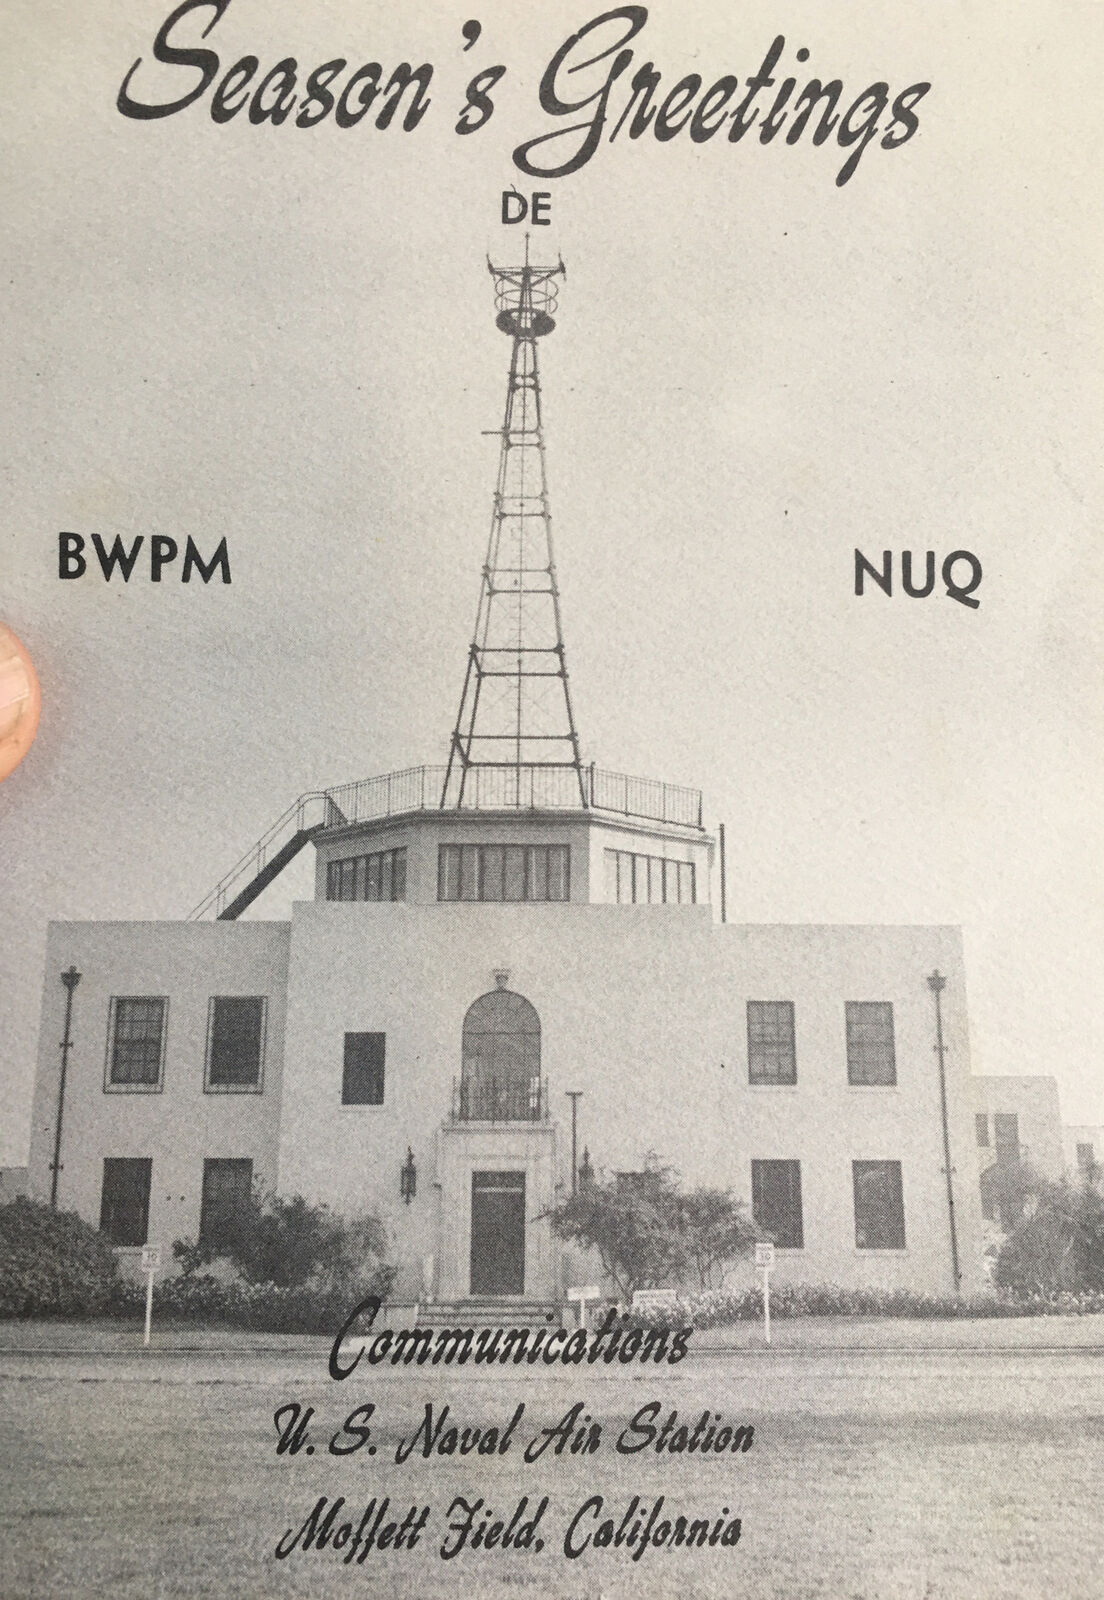 Season's Greetings
DE
BWPM
NUQ
Communications
U. S. Naval Air Station
Moffett Field, California